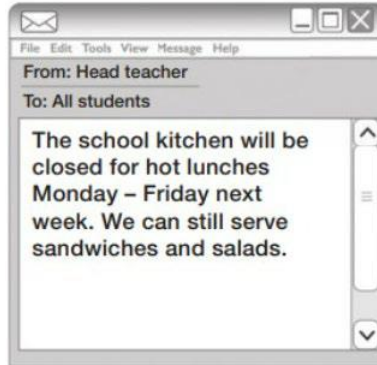 File Edit Tools View Message Help
From: Head teacher
To: All students
The school kitchen will be
closed for hot lunches
Monday – Friday next
week. We can still serve
sandwiches and salads.